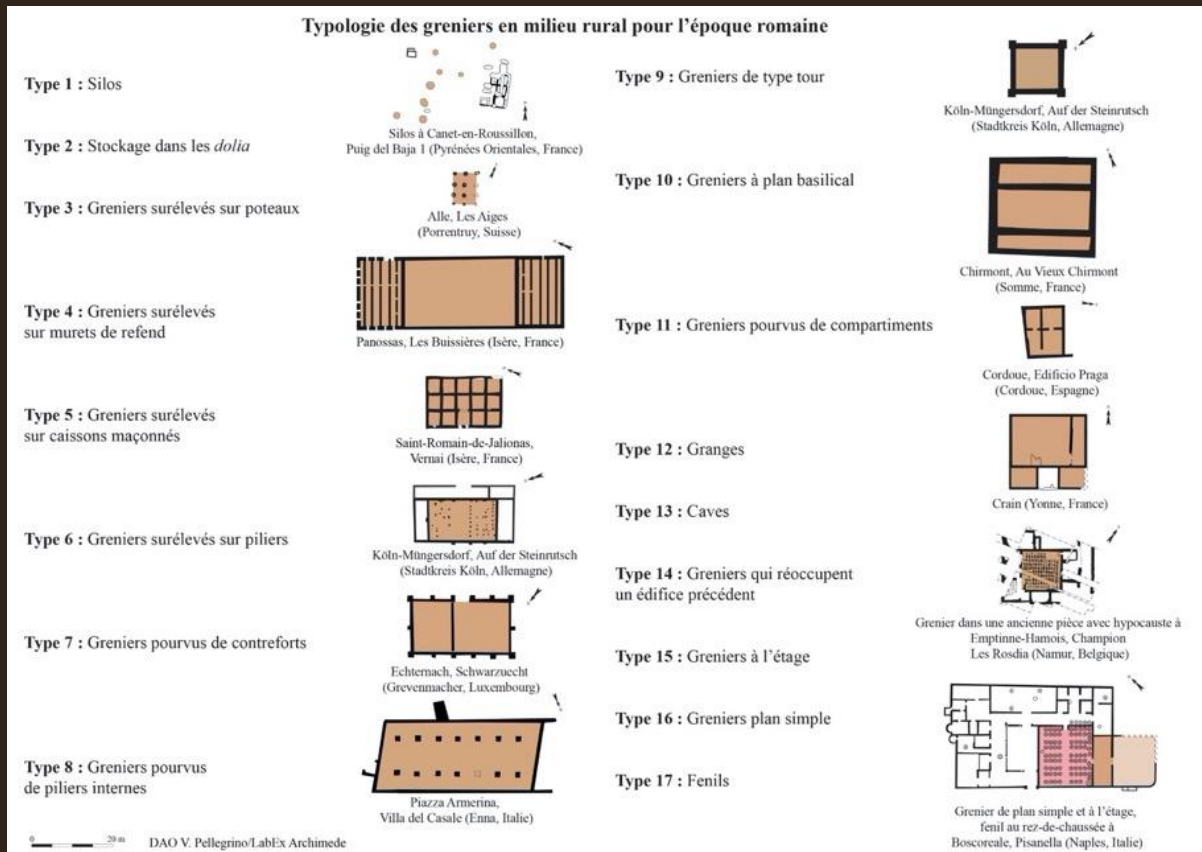 Typologie des greniers en milieu rural pour l'époque romaine
Type 1 : Silos
Silos à Canet-en-Roussillon,
Puig del Baja 1 (Pyrénées Orientales, France)
Type 2 : Stockage dans les dolia
Type 3 : Greniers surélevés sur poteaux
Alle, Les Aiges
(Porrentruy, Suisse)
Type 4 : Greniers surélevés
sur murets de refend
Panossas, Les Buissières (Isère, France)
Type 5 : Greniers surélevés
sur caissons maçonnés
Saint-Romain-de-Jalionas,
Vernai (Isère, France)
Type 6 : Greniers surélevés sur piliers
Köln-Müngersdorf, Auf der Steinrutsch
(Stadtkreis Köln, Allemagne)
Type 7 : Greniers pourvus de contreforts
Echternach, Schwarzuecht
(Grevenmacher, Luxembourg)
Type 8 : Greniers pourvus
de piliers internes
Piazza Armerina,
Villa del Casale (Enna, Italie)
0 20 m
DAO V. Pellegrino/LabEx Archimede
Type 9 : Greniers de type tour
Köln-Müngersdorf, Auf der Steinrutsch
(Stadtkreis Köln, Allemagne)
Type 10 : Greniers à plan basilical
Chirmont, Au Vieux Chirmont
(Somme, France)
Type 11 : Greniers pourvus de compartiments
Cordoue, Edificio Praga
(Cordoue, Espagne)
Type 12 : Granges
Crain (Yonne, France)
Type 13 : Caves
Type 14 : Greniers qui réoccupent
un édifice précédent
Grenier dans une ancienne pièce avec hypocauste à
Emptinne-Hamois, Champion
Les Rosdia (Namur, Belgique)
Type 15 : Greniers à l'étage
Type 16 : Greniers plan simple
Type 17 : Fenils
Grenier de plan simple et à l'étage,
fenil au rez-de-chaussée à
Boscoreale, Pisanella (Naples, Italie)